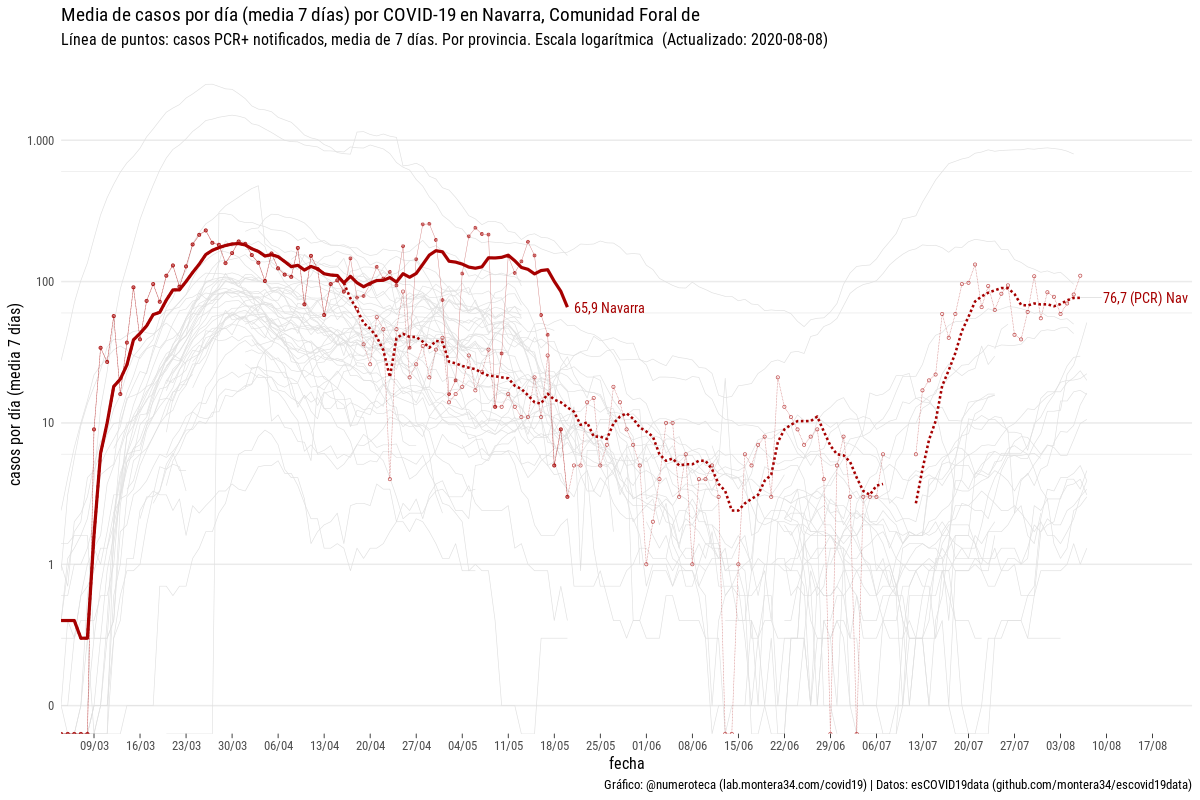 Media de casos por día (media 7 días) por COVID-19 en Navarra, Comunidad Foral de
Línea de puntos: casos PCR+ notificados, media de 7 días. Por provincia. Escala logarítmica (Actualizado: 2020-08-08)
casos por día (media 7 días)
1.000
100
10
1
0
65,9 Navarra
76,7 (PCR) Nav
09/03 16/03 23/03 30/03 06/04 13/04 20/04 27/04 04/05 11/05 18/05 25/05 01/06 08/06 15/06 22/06 29/06 06/07 13/07 20/07 27/07 03/08 10/08 17/08
fecha
Gráfico: @numeroteca (lab.montera34.com/covid19) | Datos: esCOVID19data (github.com/montera34/escovid19data)